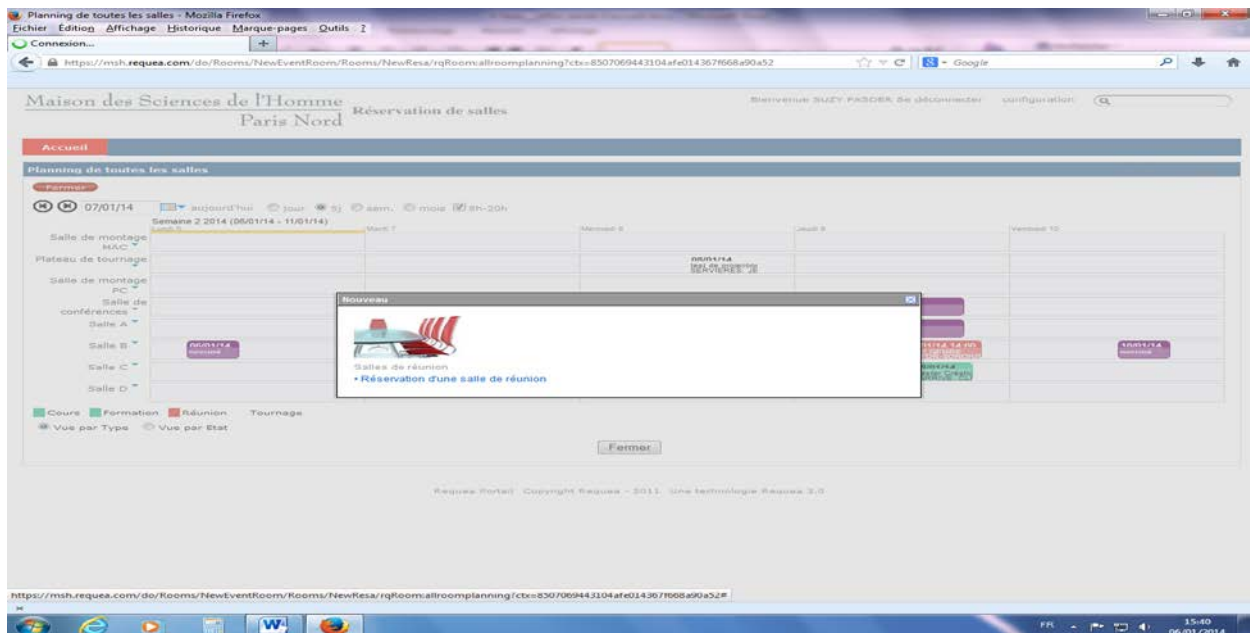 Planning de toutes les salles - Mozilla Firefox
Fichier Edition Affichage Historique Marque-pages Outils ?
Connexion... +
https://msh.requea.com/do/Rooms/NewEventRoom/Rooms/NewResa/rqRoom:allroomplanning?ctx=8507069443104afe014367f668a90a52 Google
Maison des Sciences de l'Homme
Paris Nord
Réservation de salles
Bienvenue SUZY Se déconnecter configuration
Accueil
Planning de toutes les salles
Fermer
07/01/14 aujourd'hui jour 5j sem. mois 8h-20h
Semaine 2 2014 (06/01/14 - 11/01/14)
Mardi 7 Mercredi 8 Jeudi 9 Vendredi 10
Salle de montage
MAC
Plateau de tournage
Salle de montage
PC
Salle de
conférences
Salle A
Salle B
Salle C
Salle D
Nouveau
Salles de réunion
• Réservation d'une salle de réunion
Cours Formation Réunion Tournage
Vue par Type Vue par Etat
Fermer
Requea Portail Copyright Requea - 2011. Une technologie Requea 3.0
https://msh.requea.com/do/Rooms/NewEventRoom/Rooms/NewResa/rqRoom:allroomplanning?ctx=8507069443104afe014367f668a90a52#
FR 15:40
06/01/2014